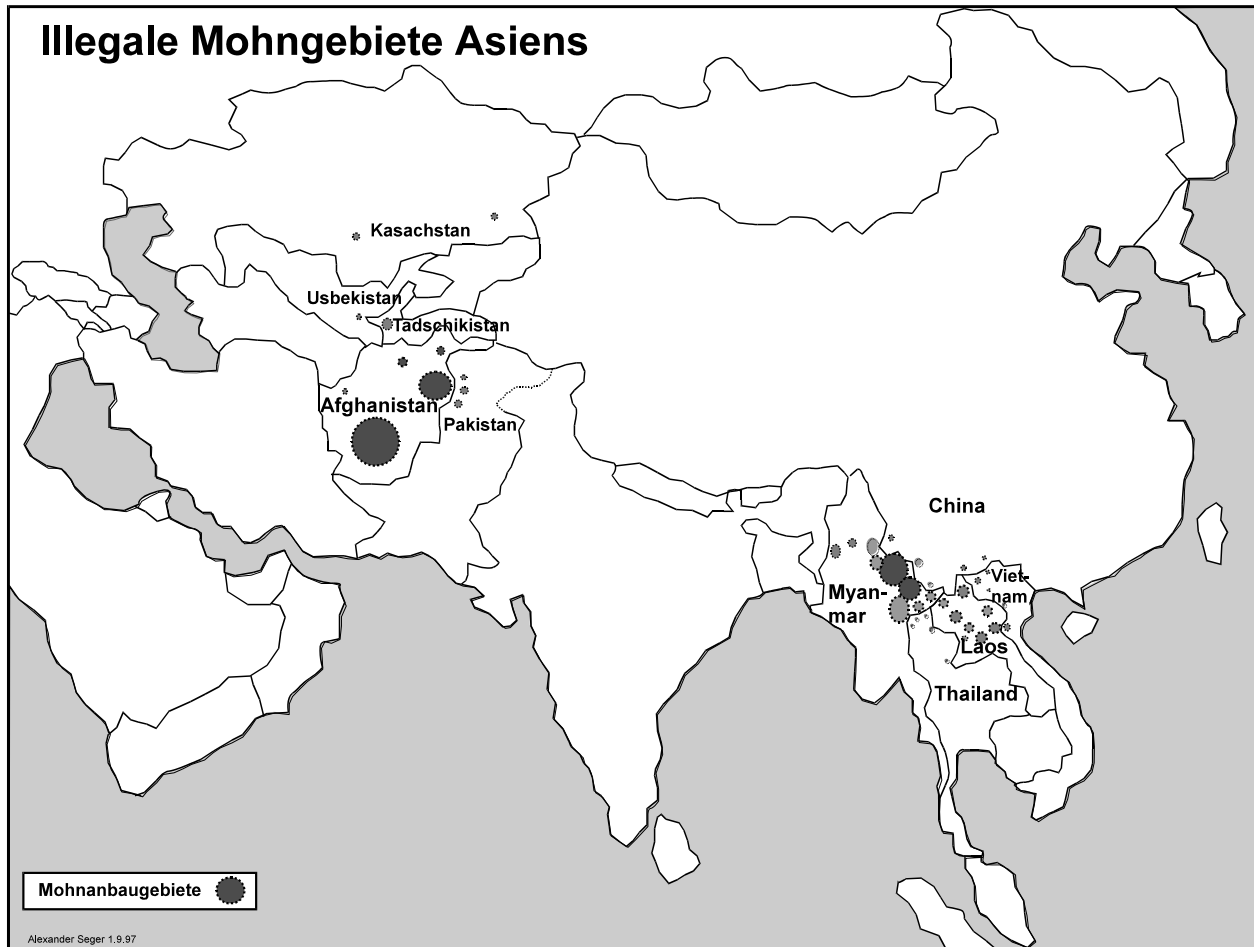 Illegale Mohngebiete Asiens
Kasachstan
Usbekistan
Tadschikistan
Afghanistan
Pakistan
China
Viet-
nam
Myan-
mar
Laos
Thailand
Mohnanbaugebiete
Alexander Seger 1.9.97